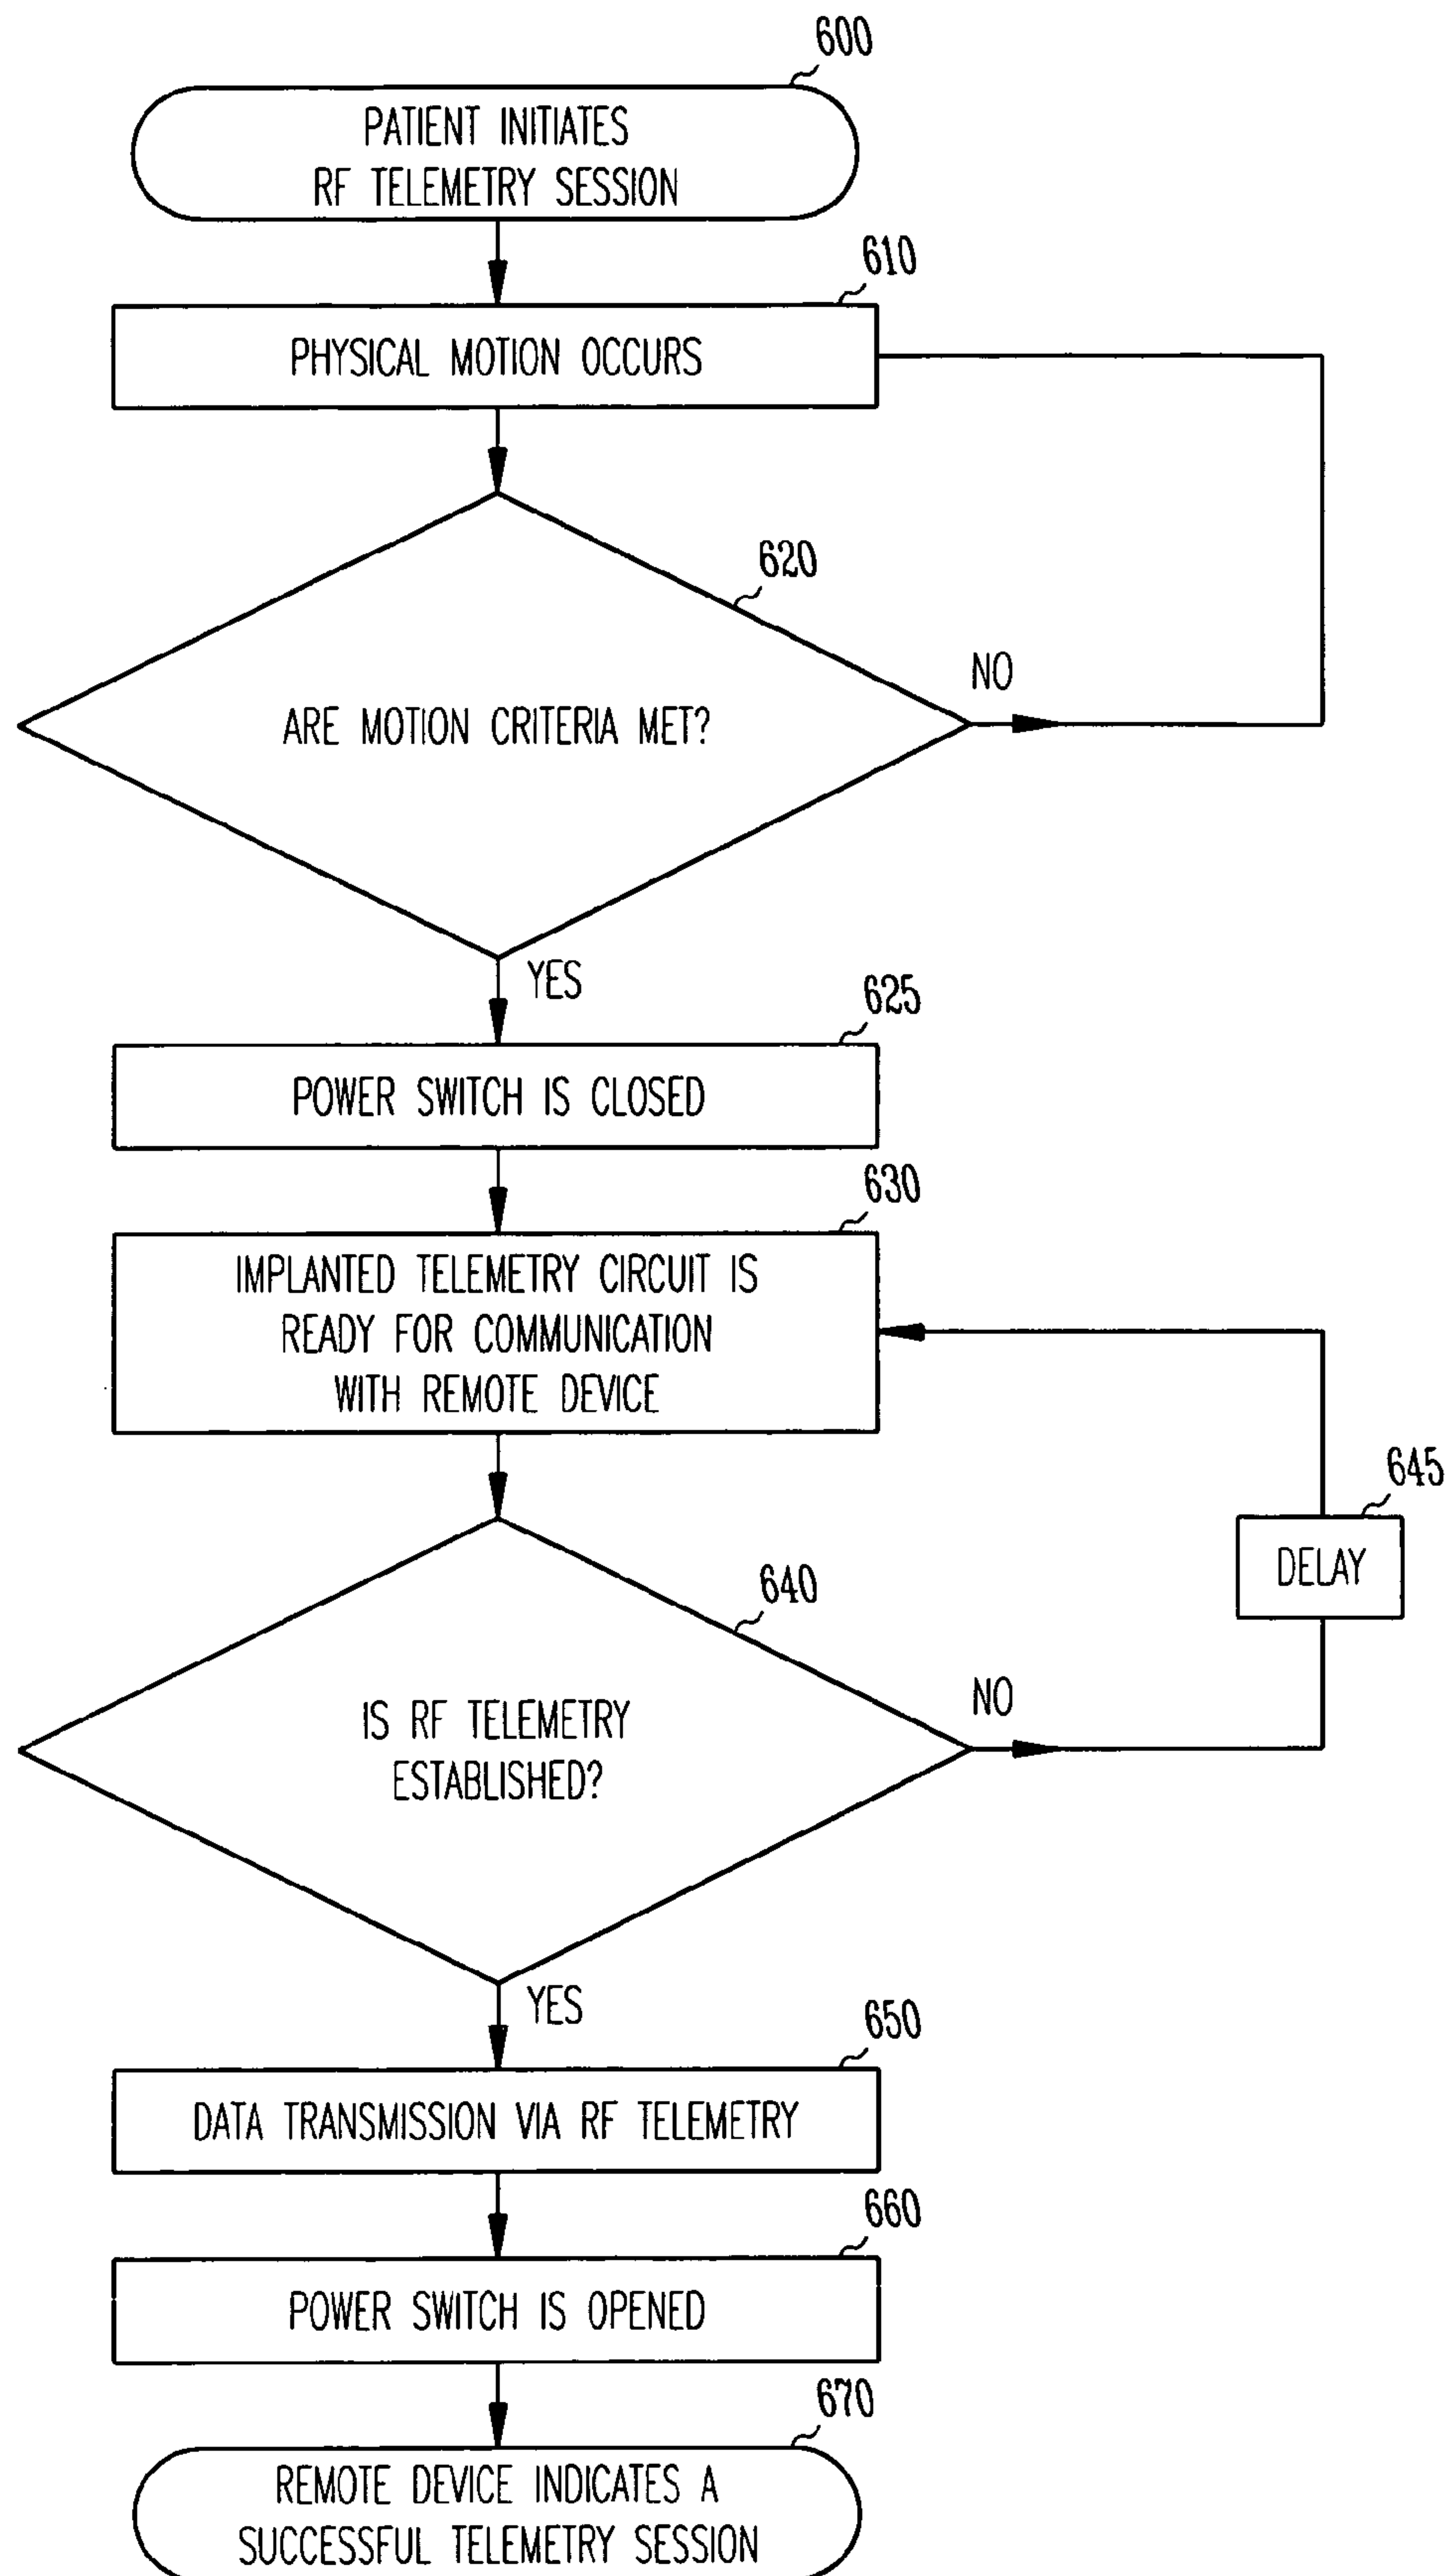 600
PATIENT INITIATES
RF TELEMETRY SESSION
610
PHYSICAL MOTION OCCURS
620
NO
ARE MOTION CRITERIA MET?
YES
625
POWER SWITCH IS CLOSED
630
IMPLANTED TELEMETRY CIRCUIT IS
READY FOR COMMUNICATION
WITH REMOTE DEVICE
645
DELAY
640
NO
IS RF TELEMETRY
ESTABLISHED?
YES
650
DATA TRANSMISSION VIA RF TELEMETRY
660
POWER SWITCH IS OPENED
670
REMOTE DEVICE INDICATES A
SUCCESSFUL TELEMETRY SESSION